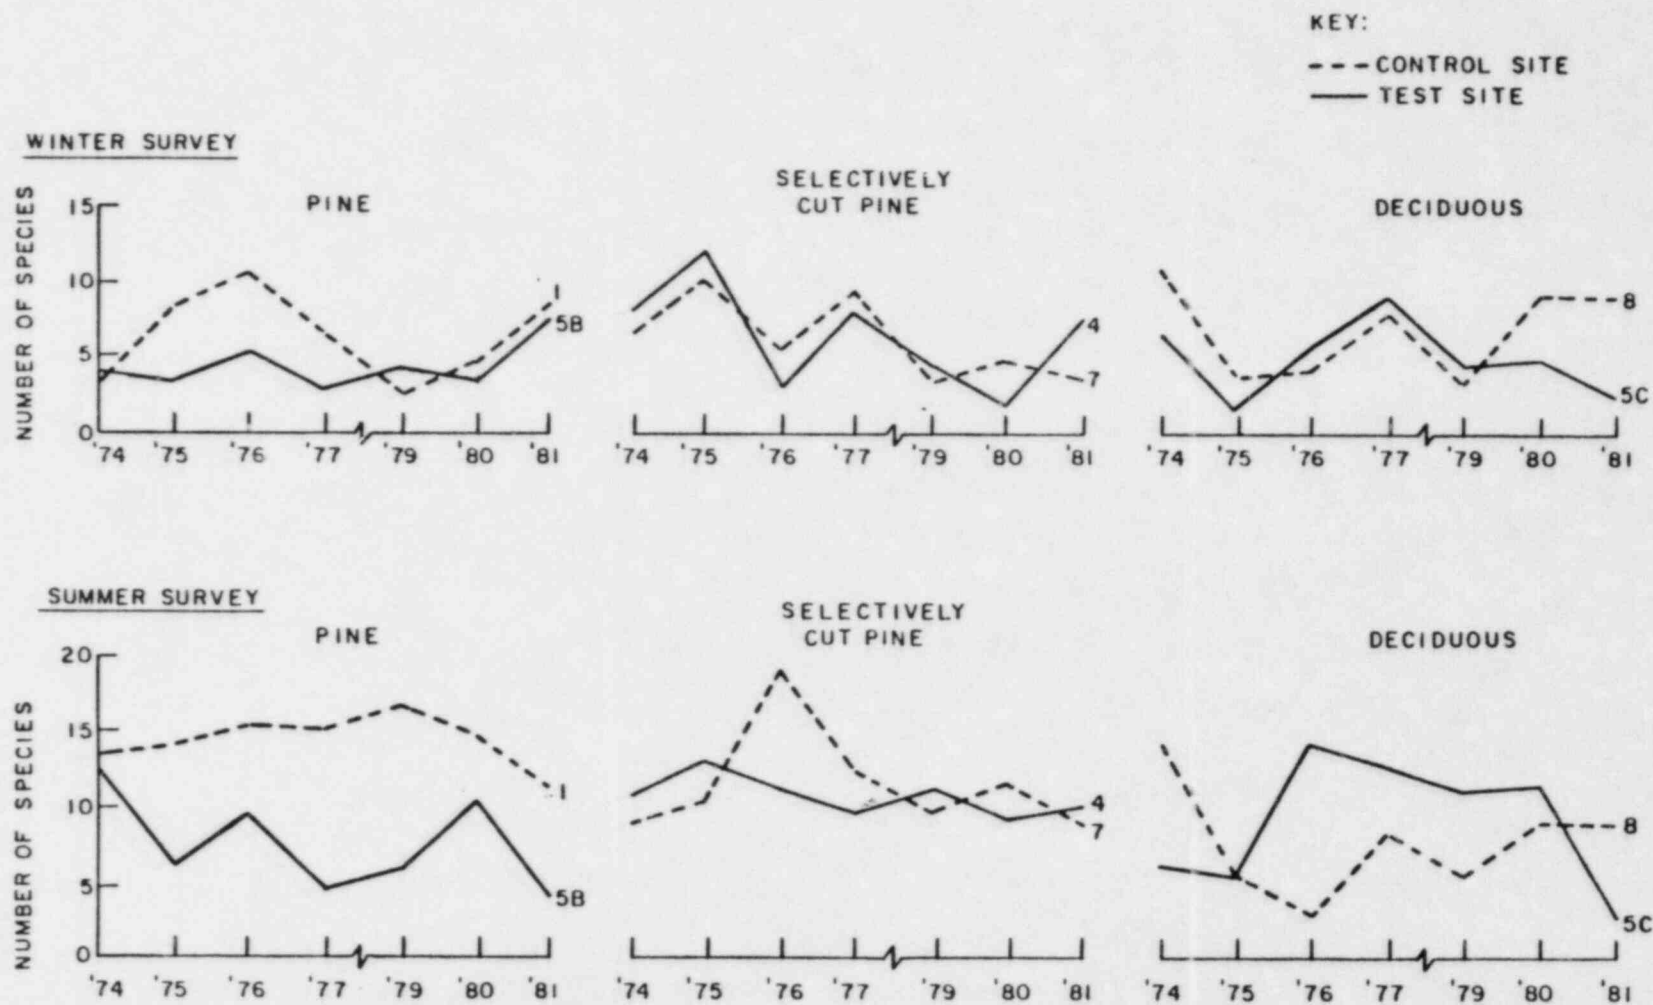 KEY:
CONTROL SITE
TEST SITE
WINTER SURVEY
NUMBER OF SPECIES
PINE
SELECTIVELY
CUT PINE
DECIDUOUS
15
10
5
0
1
5B
4
7
8
5C
'74 '75 '76 '77 '79 '80 '81
'74 '75 '76 '77 '79 '80 '81
'74 '75 '76 '77 '79 '80 '81
SUMMER SURVEY
NUMBER OF SPECIES
PINE
SELECTIVELY
CUT PINE
DECIDUOUS
20
15
10
5
0
1
5B
4
7
8
5C
'74 '75 '76 '77 '79 '80 '81
'74 '75 '76 '77 '79 '80 '81
'74 '75 '76 '77 '79 '80 '81